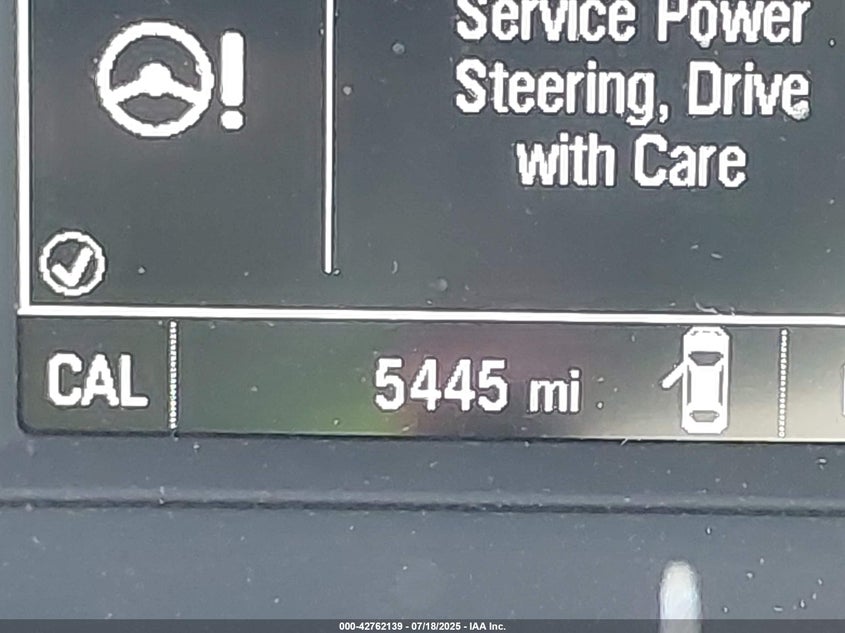 Service Power
Steering, Drive
with Care
CAL
5445 mi
000-42762139 - 07/18/2025 - IAA Inc.